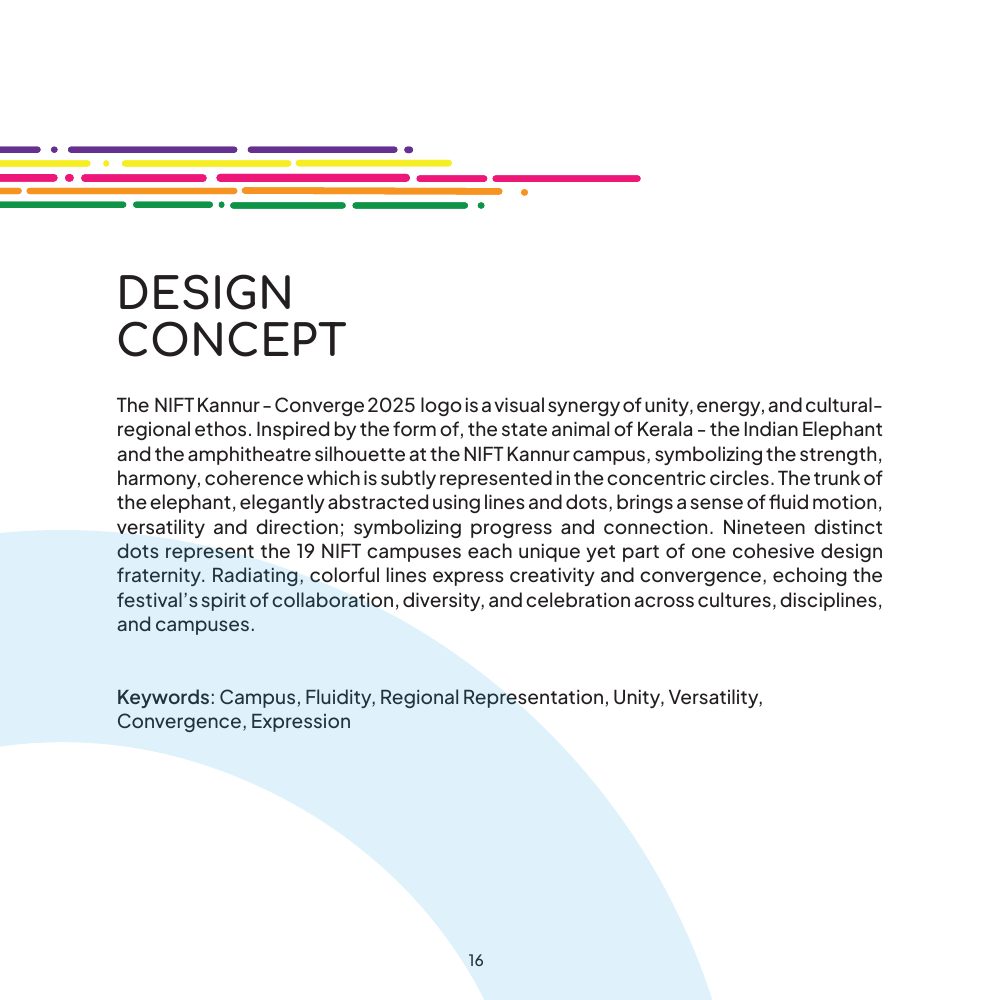 DESIGN
CONCEPT
The NIFT Kannur - Converge 2025 logo is a visual synergy of unity, energy, and cultural-
regional ethos. Inspired by the form of, the state animal of Kerala - the Indian Elephant
and the amphitheatre silhouette at the NIFT Kannur campus, symbolizing the strength,
harmony, coherence which is subtly represented in the concentric circles. The trunk of
the elephant, elegantly abstracted using lines and dots, brings a sense of fluid motion,
versatility and direction; symbolizing progress and connection. Nineteen distinct
dots represent the 19 NIFT campuses each unique yet part of one cohesive design
fraternity. Radiating, colorful lines express creativity and convergence, echoing the
festival's spirit of collaboration, diversity, and celebration across cultures, disciplines,
and campuses.
Keywords: Campus, Fluidity, Regional Representation, Unity, Versatility,
Convergence, Expression
16